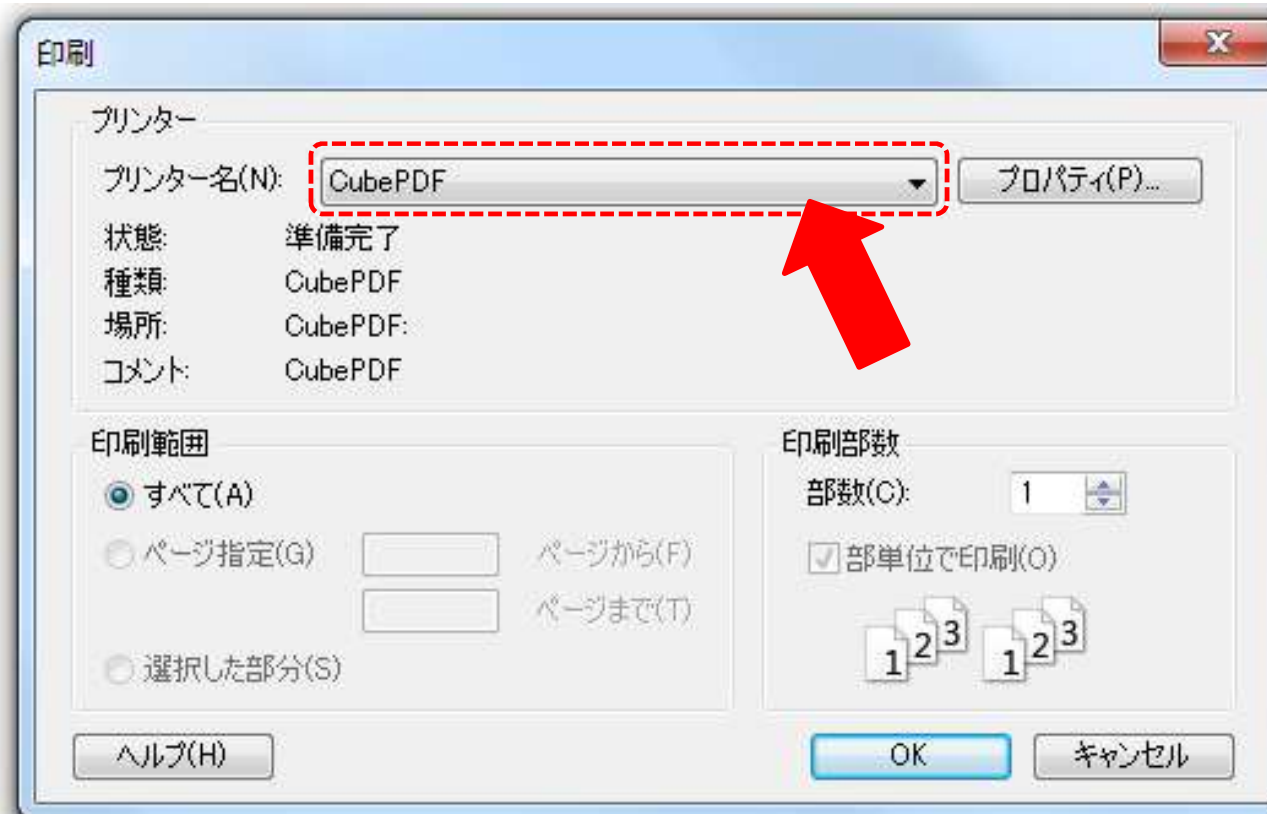 印刷
プリンター
プリンター名(N): CubePDF プロパティ(P)...
状態: 準備完了
種類: CubePDF
場所: CubePDF:
コメント: CubePDF
印刷範囲
すべて(A)
ページ指定(G) ページから(F)
ページまで(T)
選択した部分(S)
印刷部数
部数(C): 1
部単位で印刷(O)
1 2 3 1 2 3
ヘルプ(H) OK キャンセル